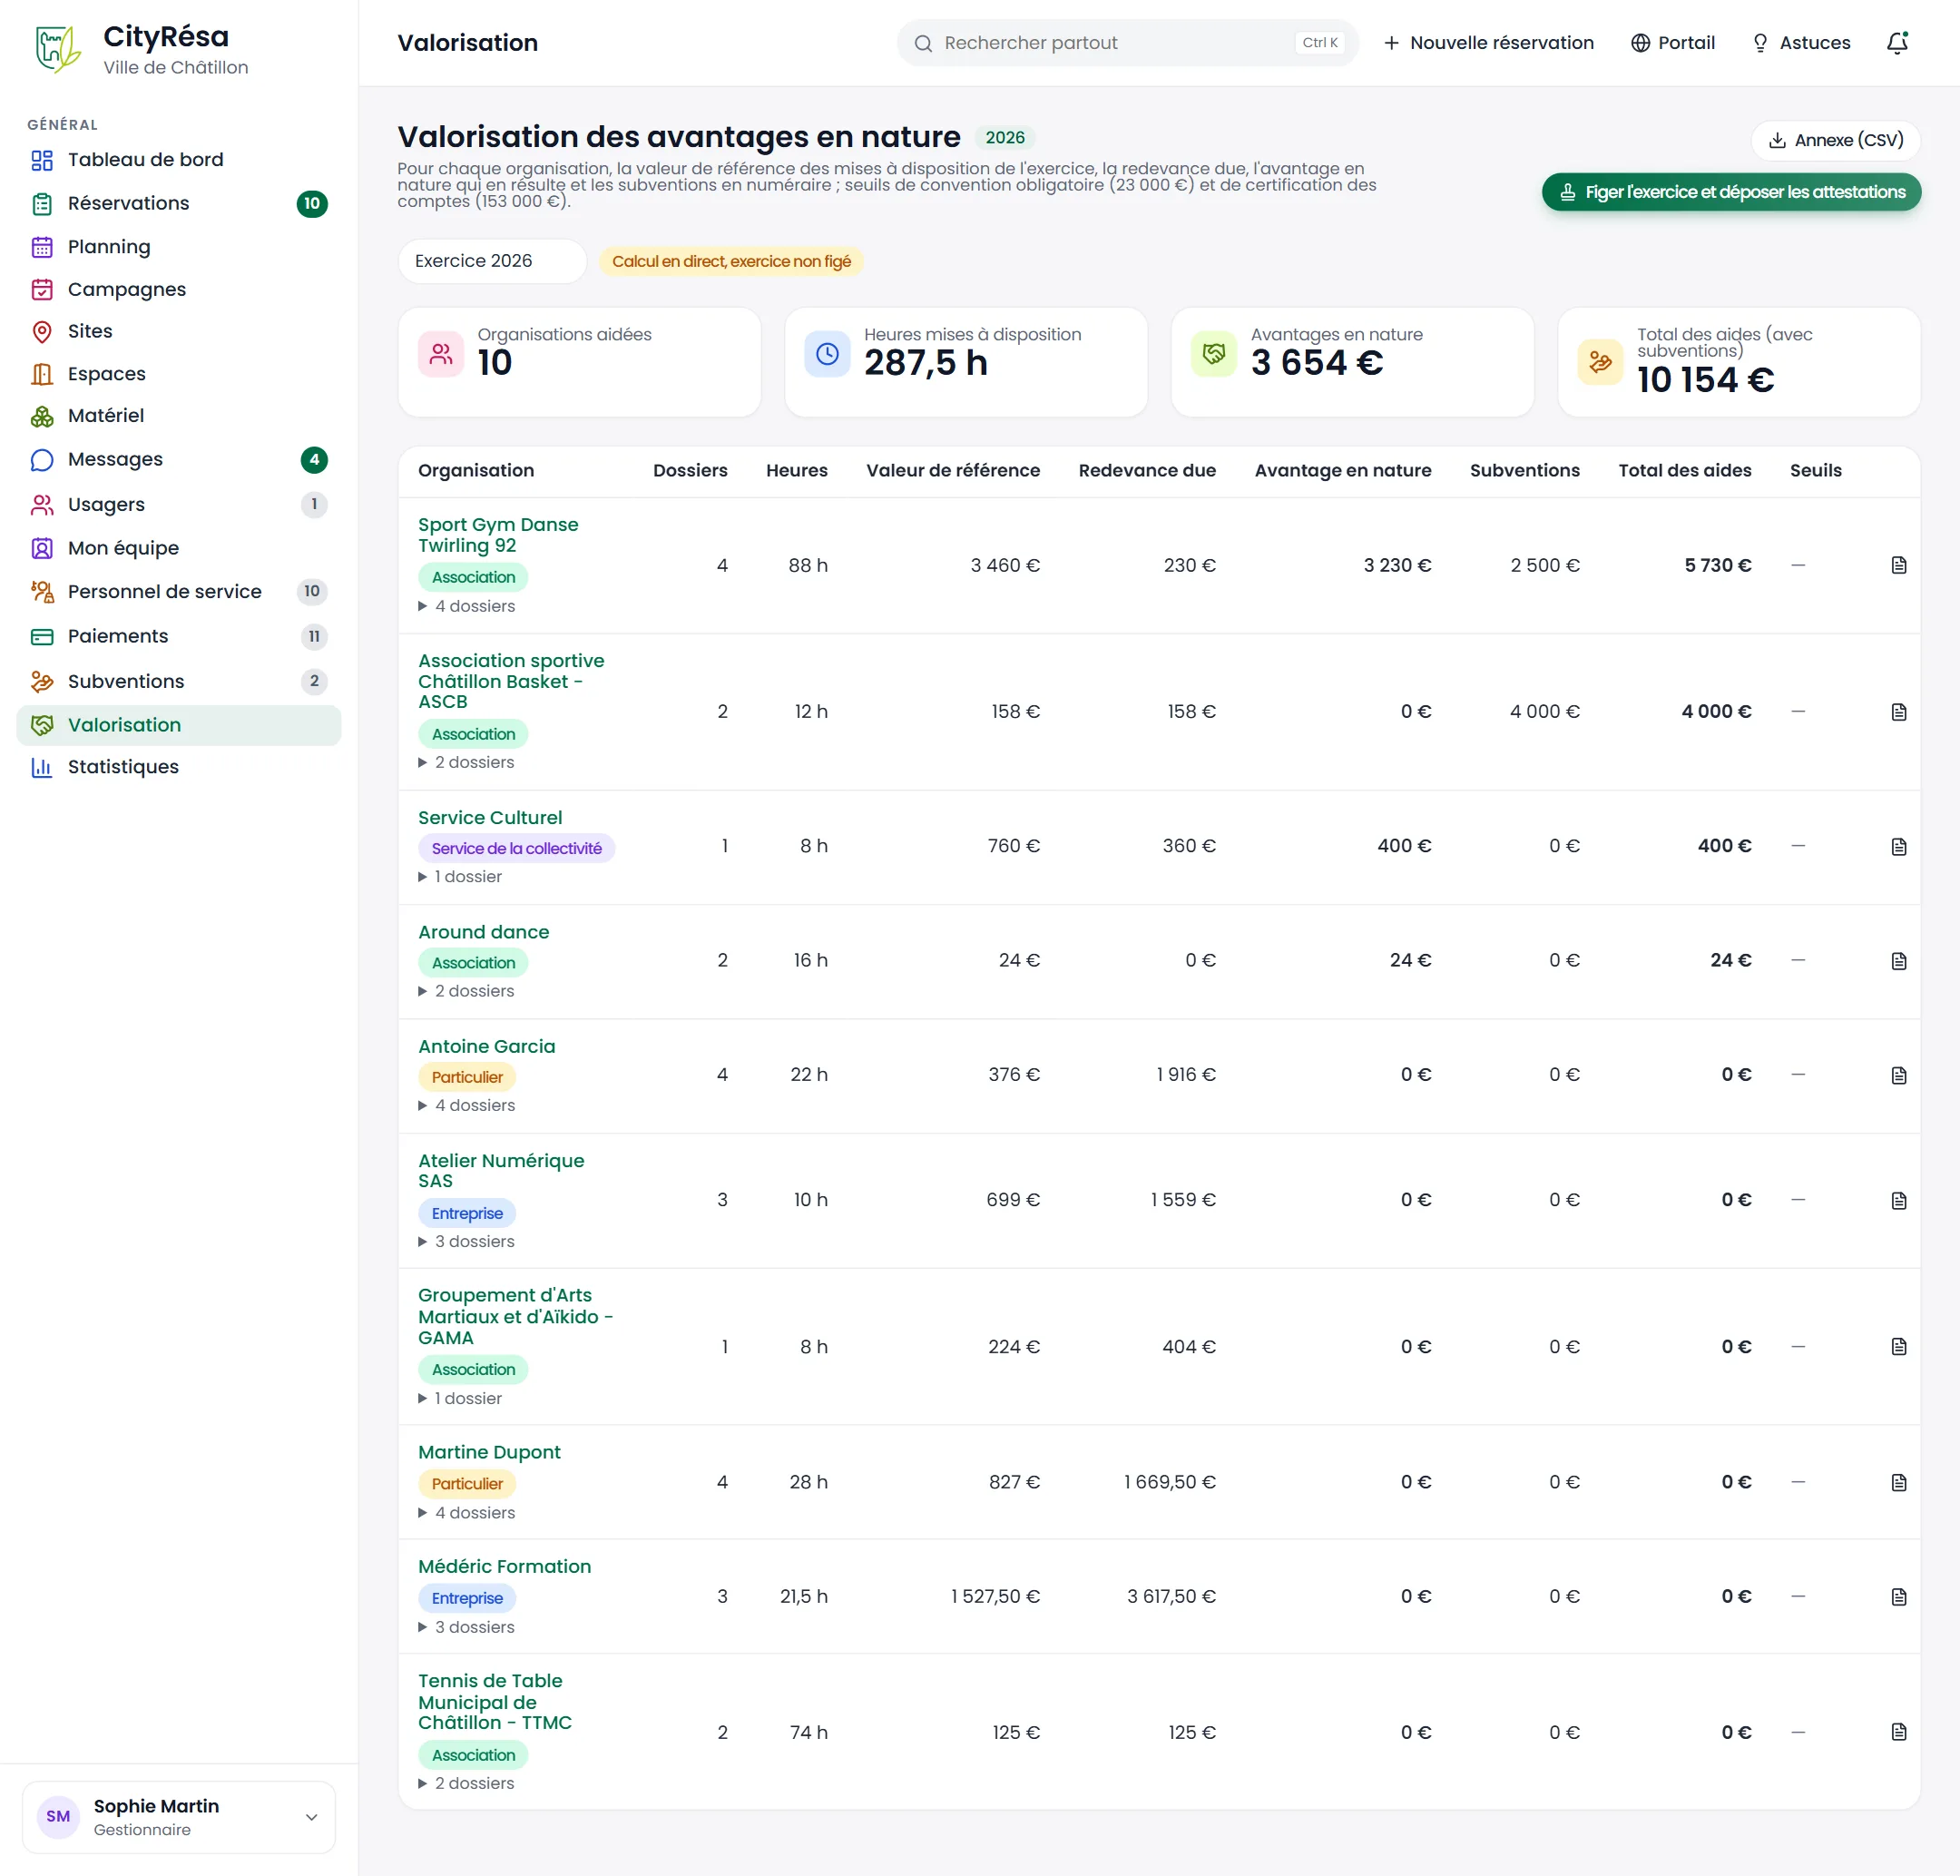 CityRésa
Ville de Châtillon
GÉNÉRAL
Tableau de bord
Réservations 10
Planning
Campagnes
Sites
Espaces
Matériel
Messages 4
Usagers 1
Mon équipe
Personnel de service 10
Paiements 11
Subventions 2
Valorisation
Statistiques
SM
Sophie Martin
Gestionnaire
Valorisation
Rechercher partout Ctrl K
Nouvelle réservation
Portail
Astuces
Valorisation des avantages en nature 2026
Pour chaque organisation, la valeur de référence des mises à disposition de l'exercice, la redevance due, l'avantage en
nature qui en résulte et les subventions en numéraire ; seuils de convention obligatoire (23 000 €) et de certification des
comptes (153 000 €).
Annexe (CSV)
Figer l'exercice et déposer les attestations
Exercice 2026
Calcul en direct, exercice non figé
Organisations aidées
10
Heures mises à disposition
287,5 h
Avantages en nature
3 654 €
Total des aides (avec
subventions)
10 154 €
Organisation Dossiers Heures Valeur de référence Redevance due Avantage en nature Subventions Total des aides Seuils
Sport Gym Danse
Twirling 92
Association
4 dossiers
4 88 h 3 460 € 230 € 3 230 € 2 500 € 5 730 € —
Association sportive
Châtillon Basket -
ASCB
Association
2 dossiers
2 12 h 158 € 158 € 0 € 4 000 € 4 000 € —
Service Culturel
Service de la collectivité
1 dossier
1 8 h 760 € 360 € 400 € 0 € 400 € —
Around dance
Association
2 dossiers
2 16 h 24 € 0 € 24 € 0 € 24 € —
Antoine Garcia
Particulier
4 dossiers
4 22 h 376 € 1 916 € 0 € 0 € 0 € —
Atelier Numérique
SAS
Entreprise
3 dossiers
3 10 h 699 € 1 559 € 0 € 0 € 0 € —
Groupement d'Arts
Martiaux et d'Aïkido -
GAMA
Association
1 dossier
1 8 h 224 € 404 € 0 € 0 € 0 € —
Martine Dupont
Particulier
4 dossiers
4 28 h 827 € 1 669,50 € 0 € 0 € 0 € —
Médéric Formation
Entreprise
3 dossiers
3 21,5 h 1 527,50 € 3 617,50 € 0 € 0 € 0 € —
Tennis de Table
Municipal de
Châtillon - TTMC
Association
2 dossiers
2 74 h 125 € 125 € 0 € 0 € 0 € —